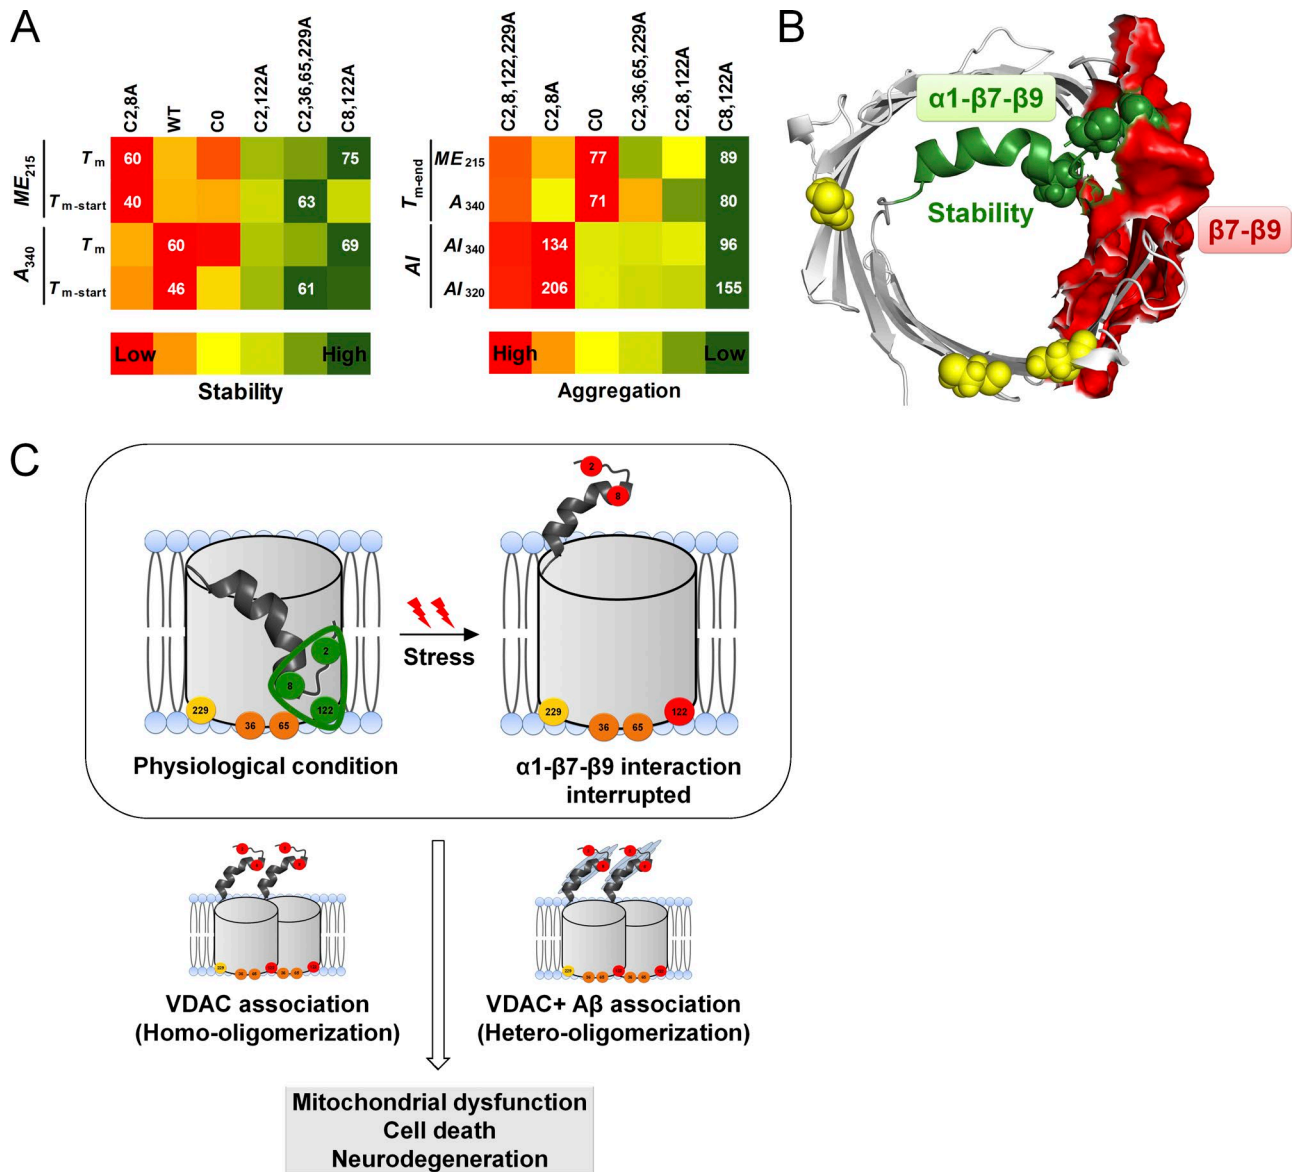 A
C2,8A
WT
C0
C2,122A
C2,36,65,229A
C8,122A
ME215
A340
Tm
60
75
Tm-start
40
63
Tm
60
69
Tm-start
46
61
Low
High
Stability
C2,8,122,229A
C2,8A
C0
C2,36,65,229A
C2,8,122A
C8,122A
Tm-end
AI
ME215
77
89
A340
71
80
AI340
134
96
AI320
206
155
High
Low
Aggregation
B
α1-β7-β9
Stability
β7-β9
C
2
8
229
36
65
122
Physiological condition
Stress
2
8
229
36
65
122
α1-β7-β9 interaction
interrupted
229
VDAC association
(Homo-oligomerization)
229
VDAC+ Aβ association
(Hetero-oligomerization)
Mitochondrial dysfunction
Cell death
Neurodegeneration